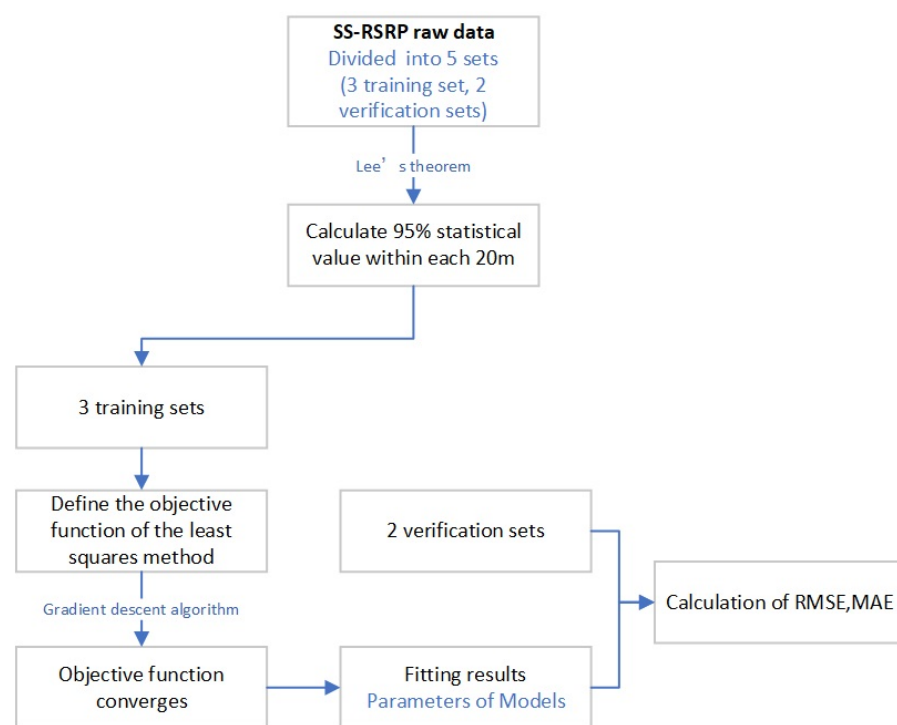 SS-RSRP raw data
Divided into 5 sets
(3 training set, 2
verification sets)
Lee’s theorem
Calculate 95% statistical
value within each 20m
3 training sets
Define the objective
function of the least
squares method
2 verification sets
Calculation of RMSE,MAE
Gradient descent algorithm
Objective function
converges
Fitting results
Parameters of Models